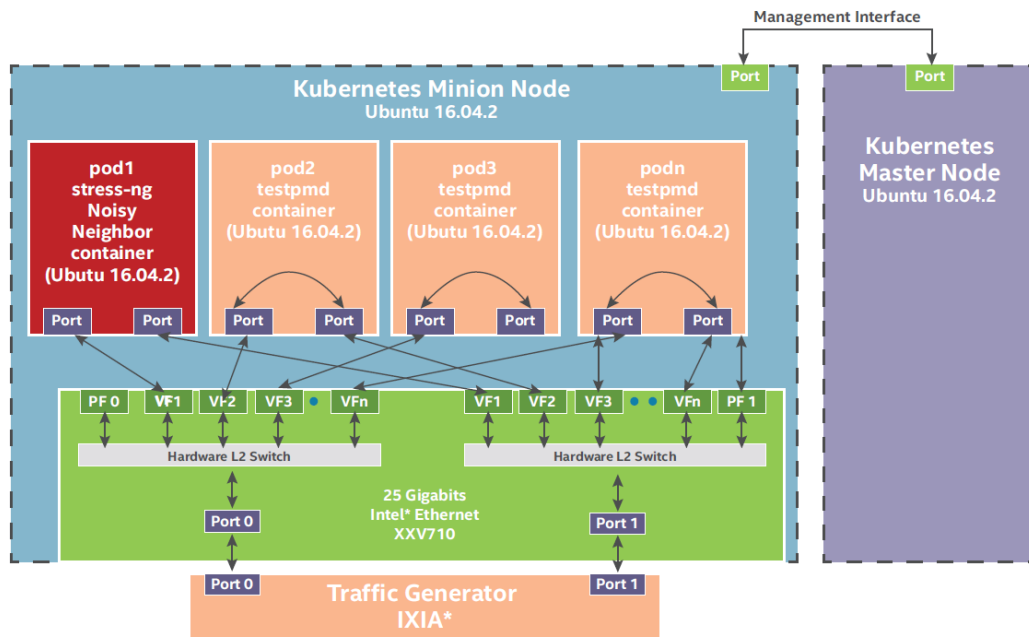 Management Interface
Port
Port
Kubernetes Minion Node
Ubuntu 16.04.2
Kubernetes
Master Node
Ubuntu 16.04.2
pod1
stress-ng
Noisy
Neighbor
container
(Ubutu 16.04.2)
Port
Port
pod2
testpmd
container
(Ubutu 16.04.2)
Port
Port
pod3
testpmd
container
(Ubutu 16.04.2)
Port
Port
podn
testpmd
container
(Ubutu 16.04.2)
Port
Port
PF 0
VF1
VF2
VF3
VFn
VF1
VF2
VF3
VFn
PF 1
Hardware L2 Switch
Hardware L2 Switch
25 Gigabits
Intel* Ethernet
XXV710
Port 0
Port 1
Port 0
Port 1
Traffic Generator
IXIA*